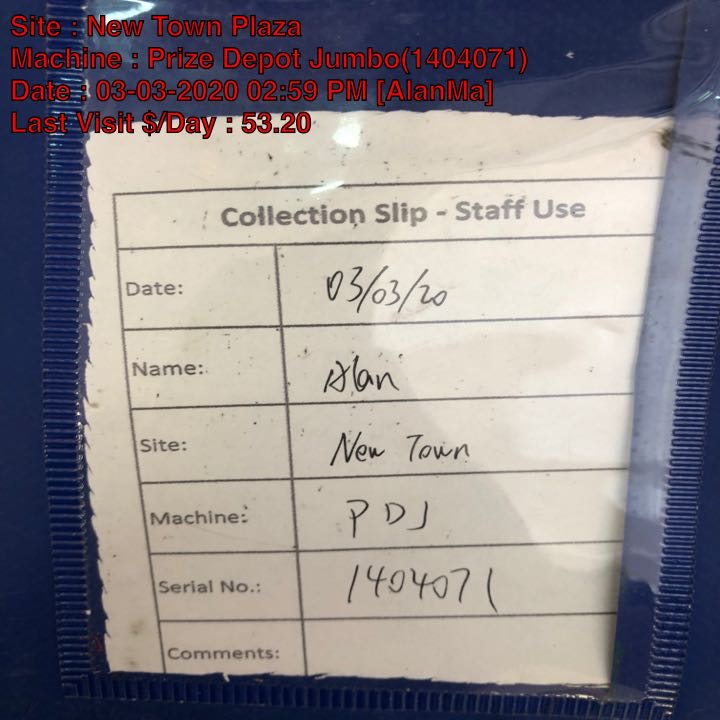 Site : New Town Plaza
Machine : Prize Depot Jumbo(1404071)
Date : 03-03-2020 02:59 PM [AlanMa]
Last Visit $/Day : 53.20
Collection Slip - Staff Use
Date: 03/03/20
Name: Alan
Site: New Town
Machine: PDJ
Serial No.: 1404071
Comments: